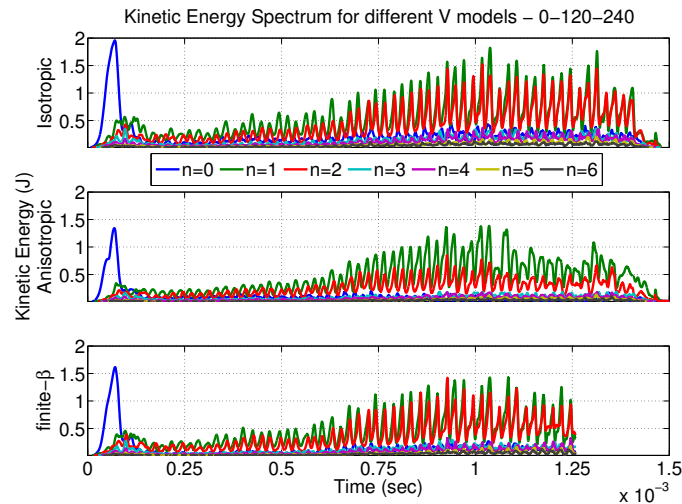 Kinetic Energy Spectrum for different V models − 0−120−240
Isotropic
2
1.5
1
0.5
n=0 n=1 n=2 n=3 n=4 n=5 n=6
Kinetic Energy (J)
Anisotropic
2
1.5
1
0.5
finite−β
2
1.5
1
0.5
0 0.25 0.5 0.75 1 1.25 1.5
Time (sec)
x 10⁻³